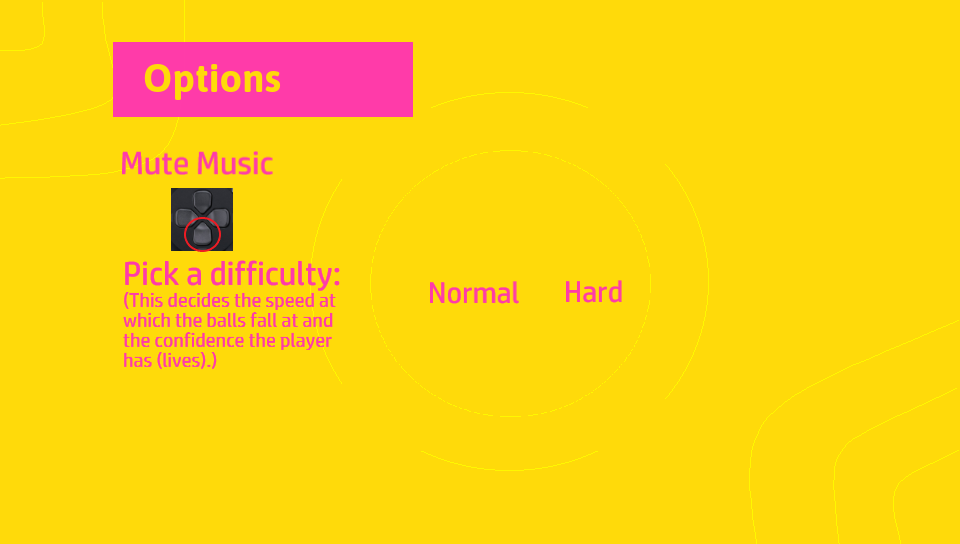 Options
Mute Music
Pick a difficulty:
(This decides the speed at
which the balls fall at and
the confidence the player
has (lives).)
Normal
Hard